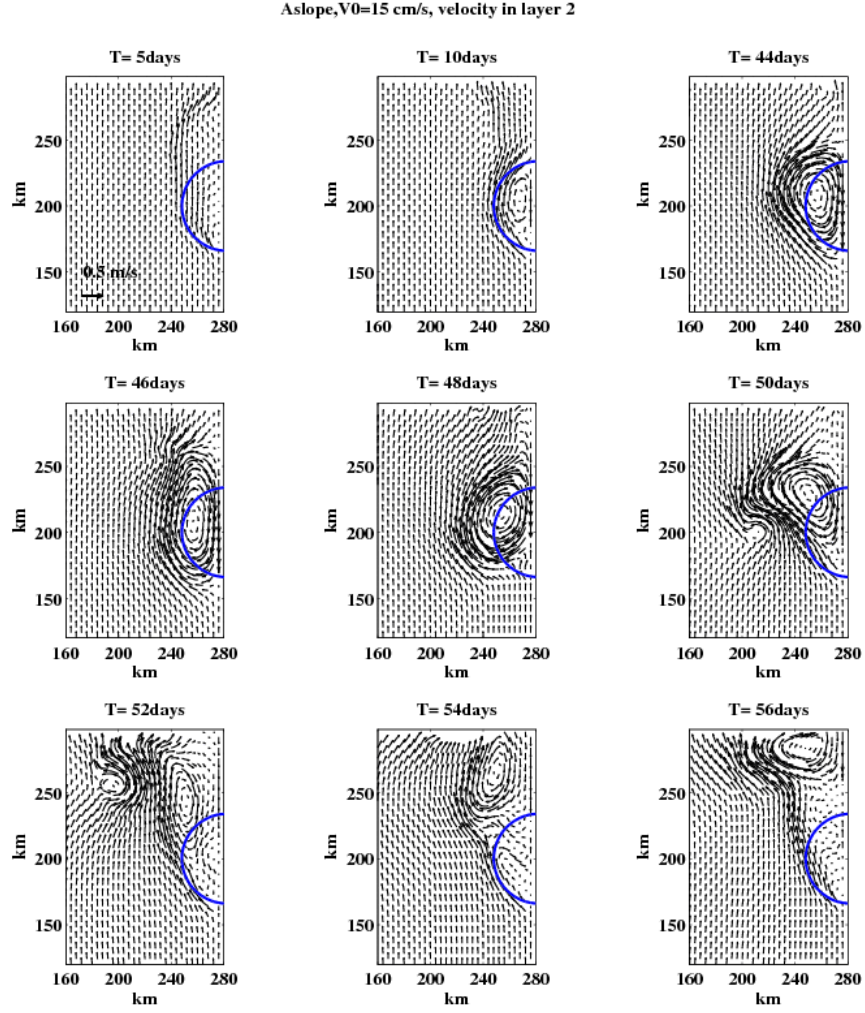 Aslope,V0=15 cm/s, velocity in layer 2
T= 5days
T= 10days
T= 44days
250
200
150
km
0.5 m/s
160 200 240 280
km
250
200
150
km
160 200 240 280
km
250
200
150
km
160 200 240 280
km
T= 46days
T= 48days
T= 50days
250
200
150
km
160 200 240 280
km
250
200
150
km
160 200 240 280
km
250
200
150
km
160 200 240 280
km
T= 52days
T= 54days
T= 56days
250
200
150
km
160 200 240 280
km
250
200
150
km
160 200 240 280
km
250
200
150
km
160 200 240 280
km